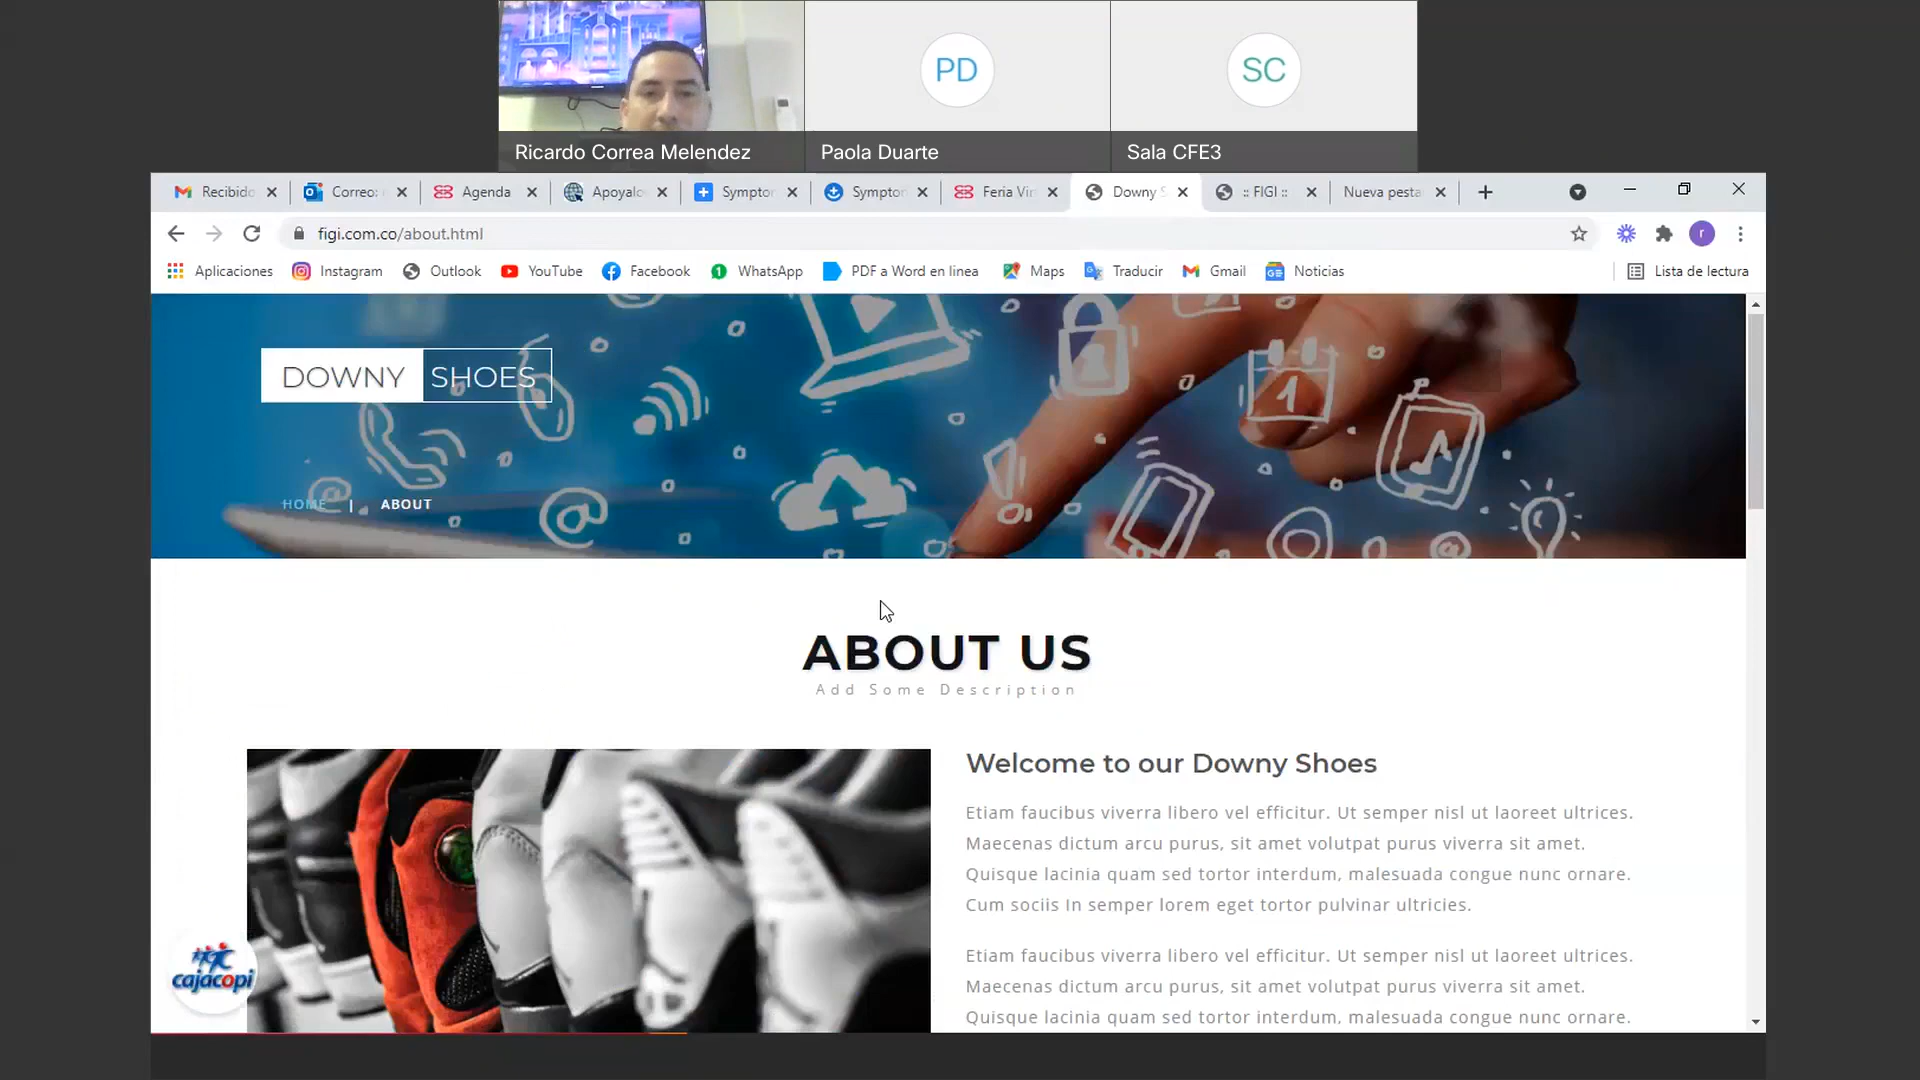 PD
SC
Ricardo Correa Melendez
Paola Duarte
Sala CFE3
Recibido
Correo:
Agenda
Apoyalo
Symptor
Symptor
Feria Vir
Downy S
:: FIGI ::
Nueva pesta
figi.com.co/about.html
r
Aplicaciones
Instagram
Outlook
YouTube
Facebook
1
WhatsApp
PDF a Word en linea
Maps
Traducir
Gmail
Noticias
Lista de lectura
DOWNY SHOES
1
HOME | ABOUT
ABOUT US
Add Some Description
Welcome to our Downy Shoes
Etiam faucibus viverra libero vel efficitur. Ut semper nisl ut laoreet ultrices.
Maecenas dictum arcu purus, sit amet volutpat purus viverra sit amet.
Quisque lacinia quam sed tortor interdum, malesuada congue nunc ornare.
Cum sociis In semper lorem eget tortor pulvinar ultricies.
Etiam faucibus viverra libero vel efficitur. Ut semper nisl ut laoreet ultrices.
Maecenas dictum arcu purus, sit amet volutpat purus viverra sit amet.
Quisque lacinia quam sed tortor interdum, malesuada congue nunc ornare.
cajacopi